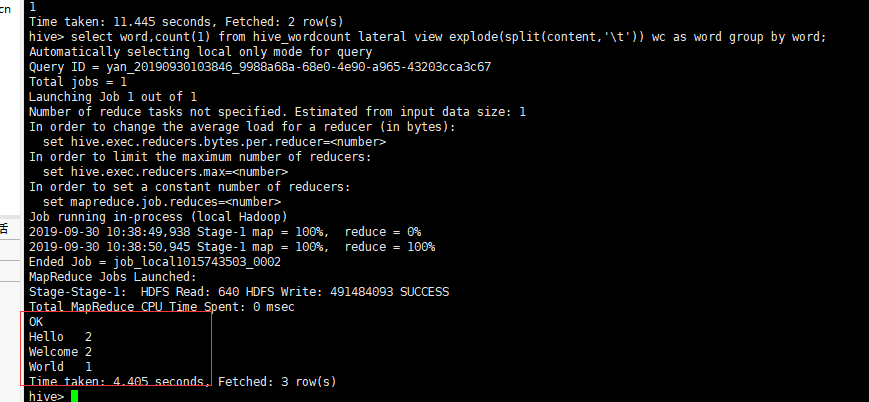 cn
1
Time taken: 11.445 seconds, Fetched: 2 row(s)
hive> select word,count(1) from hive_wordcount lateral view explode(split(content,'\t')) wc as word group by word;
Automatically selecting local only mode for query
Query ID = yan_20190930103846_9988a68a-68e0-4e90-a965-43203cca3c67
Total jobs = 1
Launching Job 1 out of 1
Number of reduce tasks not specified. Estimated from input data size: 1
In order to change the average load for a reducer (in bytes):
  set hive.exec.reducers.bytes.per.reducer=<number>
In order to limit the maximum number of reducers:
  set hive.exec.reducers.max=<number>
In order to set a constant number of reducers:
  set mapreduce.job.reduces=<number>
Job running in-process (local Hadoop)
2019-09-30 10:38:49,938 Stage-1 map = 100%,  reduce = 0%
2019-09-30 10:38:50,945 Stage-1 map = 100%,  reduce = 100%
Ended Job = job_local1015743503_0002
MapReduce Jobs Launched:
Stage-Stage-1:  HDFS Read: 640 HDFS Write: 491484093 SUCCESS
Total MapReduce CPU Time Spent: 0 msec
OK
Hello   2
Welcome 2
World   1
Time taken: 4.405 seconds, Fetched: 3 row(s)
hive>